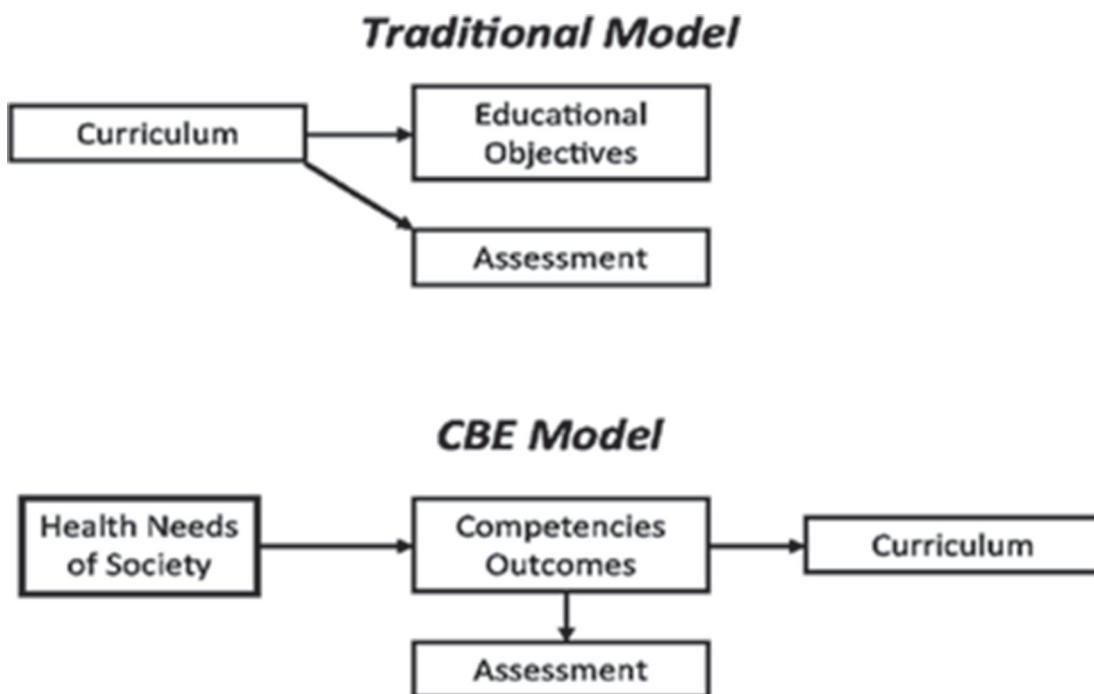 Traditional Model
Curriculum
Educational
Objectives
Assessment
CBE Model
Health Needs
of Society
Competencies
Outcomes
Curriculum
Assessment